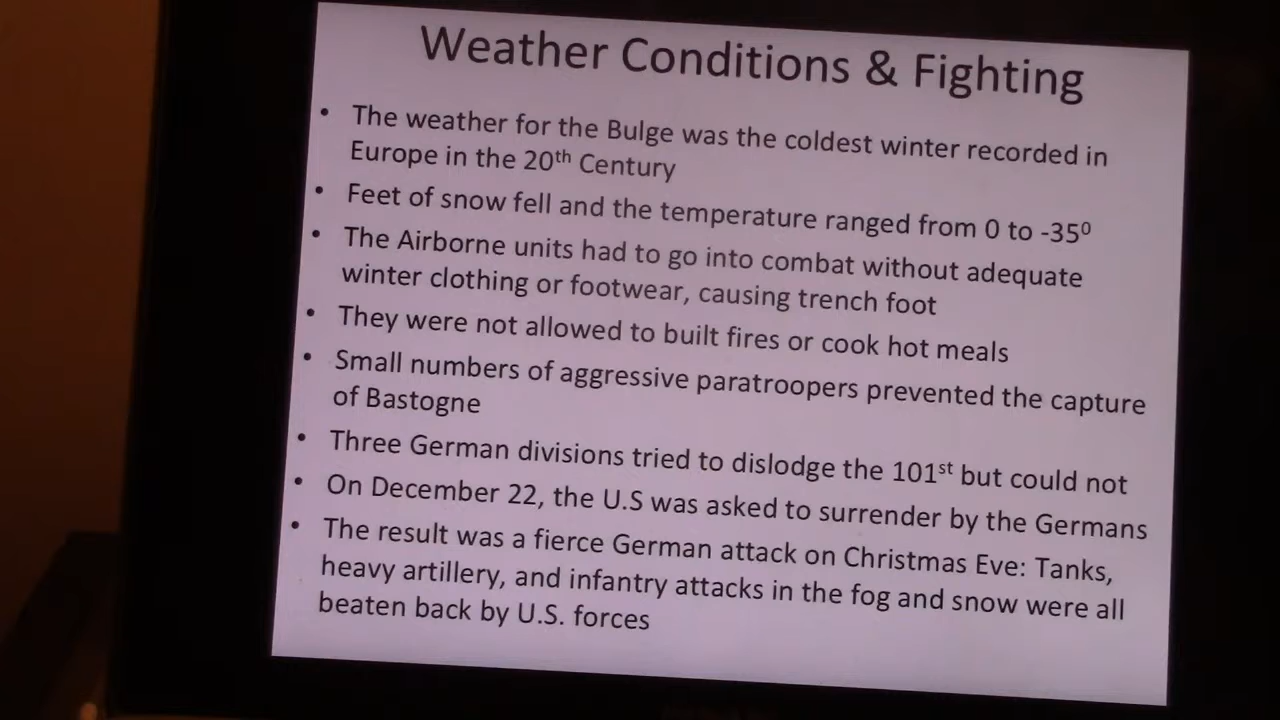 Weather Conditions & Fighting
• The weather for the Bulge was the coldest winter recorded in
Europe in the 20th Century
• Feet of snow fell and the temperature ranged from 0 to -35⁰
• The Airborne units had to go into combat without adequate
winter clothing or footwear, causing trench foot
• They were not allowed to built fires or cook hot meals
• Small numbers of aggressive paratroopers prevented the capture
of Bastogne
• Three German divisions tried to dislodge the 101st but could not
• On December 22, the U.S was asked to surrender by the Germans
• The result was a fierce German attack on Christmas Eve: Tanks,
heavy artillery, and infantry attacks in the fog and snow were all
beaten back by U.S. forces